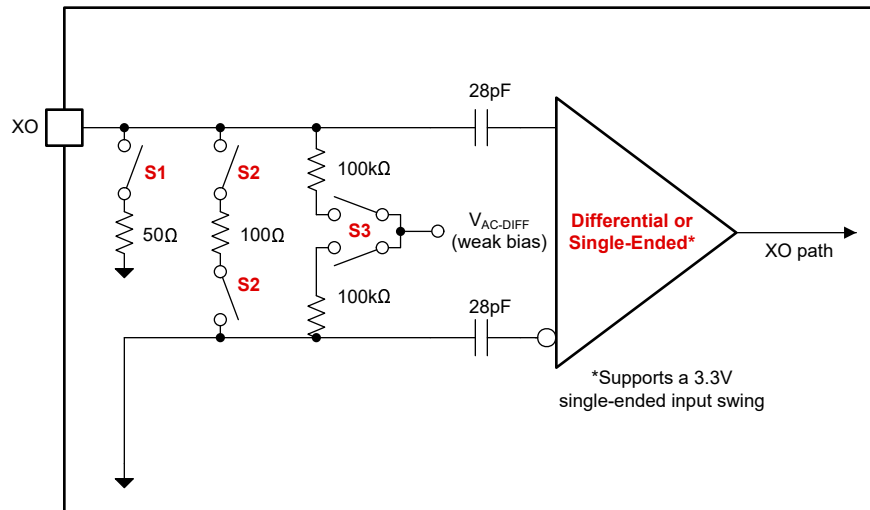 28pF
XO
S1
S2
100kΩ
S3
V_AC-DIFF
(weak bias)
Differential or
Single-Ended*
XO path
50Ω
100Ω
S2
100kΩ
28pF
*Supports a 3.3V
single-ended input swing